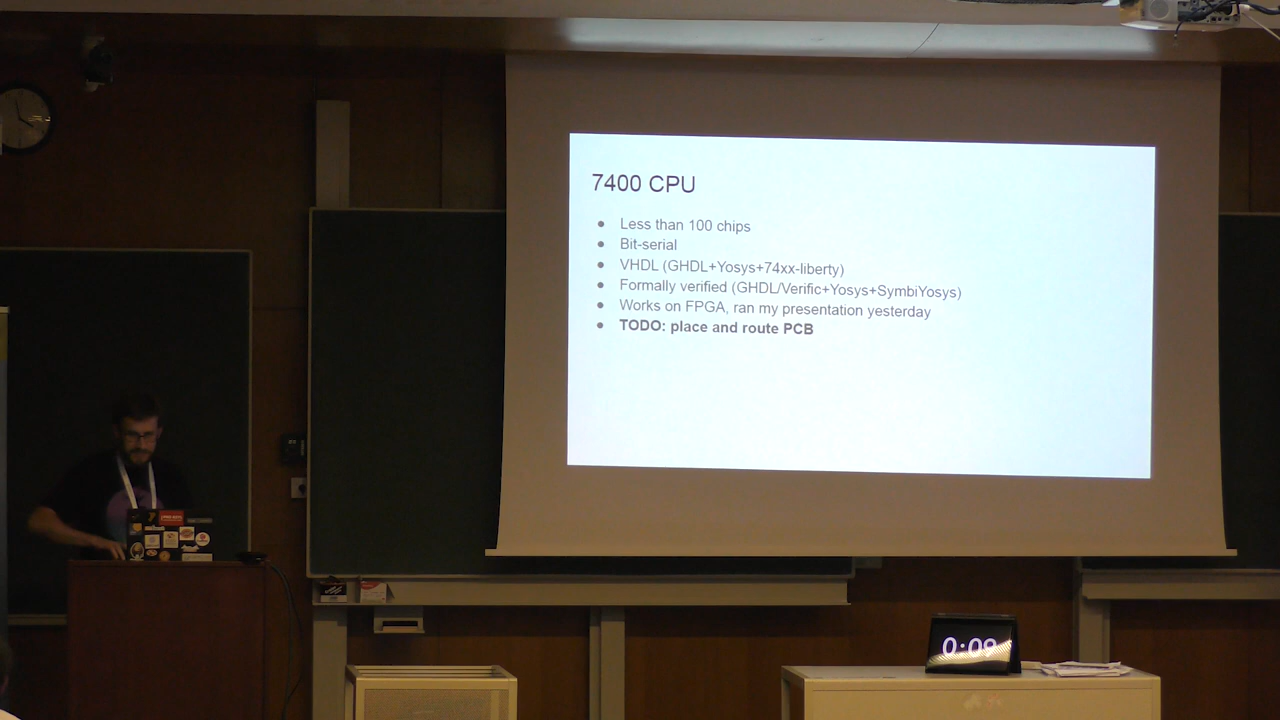 7400 CPU
● Less than 100 chips
● Bit-serial
● VHDL (GHDL+Yosys+74xx-liberty)
● Formally verified (GHDL/Verific+Yosys+SymbiYosys)
● Works on FPGA, ran my presentation yesterday
● TODO: place and route PCB
0:09